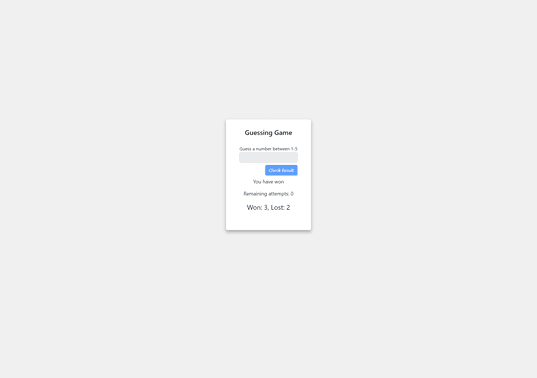 Guessing Game
Guess a number between 1-5
Check Result
You have won
Remaining attempts: 0
Won: 3, Lost: 2